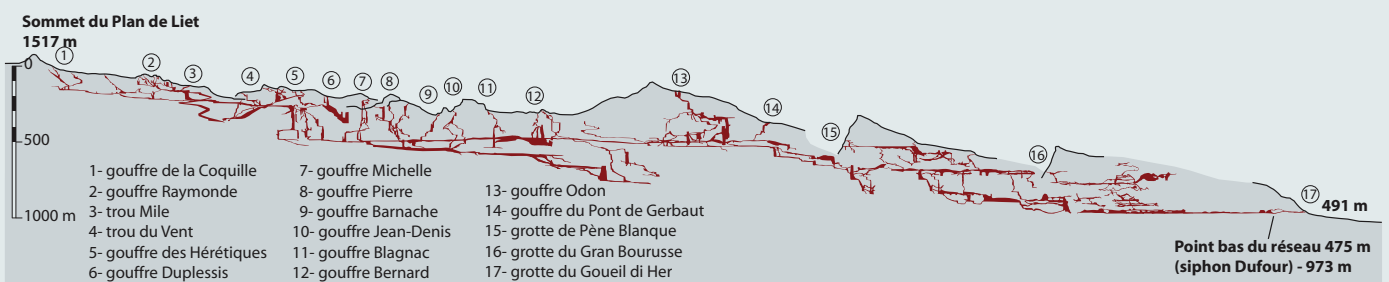 Sommet du Plan de Liet
1517 m
0
500
1000 m
1
2
3
4
5
6
7
8
9
10
11
12
13
14
15
16
17
491 m
1- gouffre de la Coquille
2- gouffre Raymonde
3- trou Mile
4- trou du Vent
5- gouffre des Hérétiques
6- gouffre Duplessis
7- gouffre Michelle
8- gouffre Pierre
9- gouffre Barnache
10- gouffre Jean-Denis
11- gouffre Blagnac
12- gouffre Bernard
13- gouffre Odon
14- gouffre du Pont de Gerbaut
15- grotte de Pène Blanque
16- grotte du Gran Bourusse
17- grotte du Goueil di Her
Point bas du réseau 475 m
(siphon Dufour) - 973 m